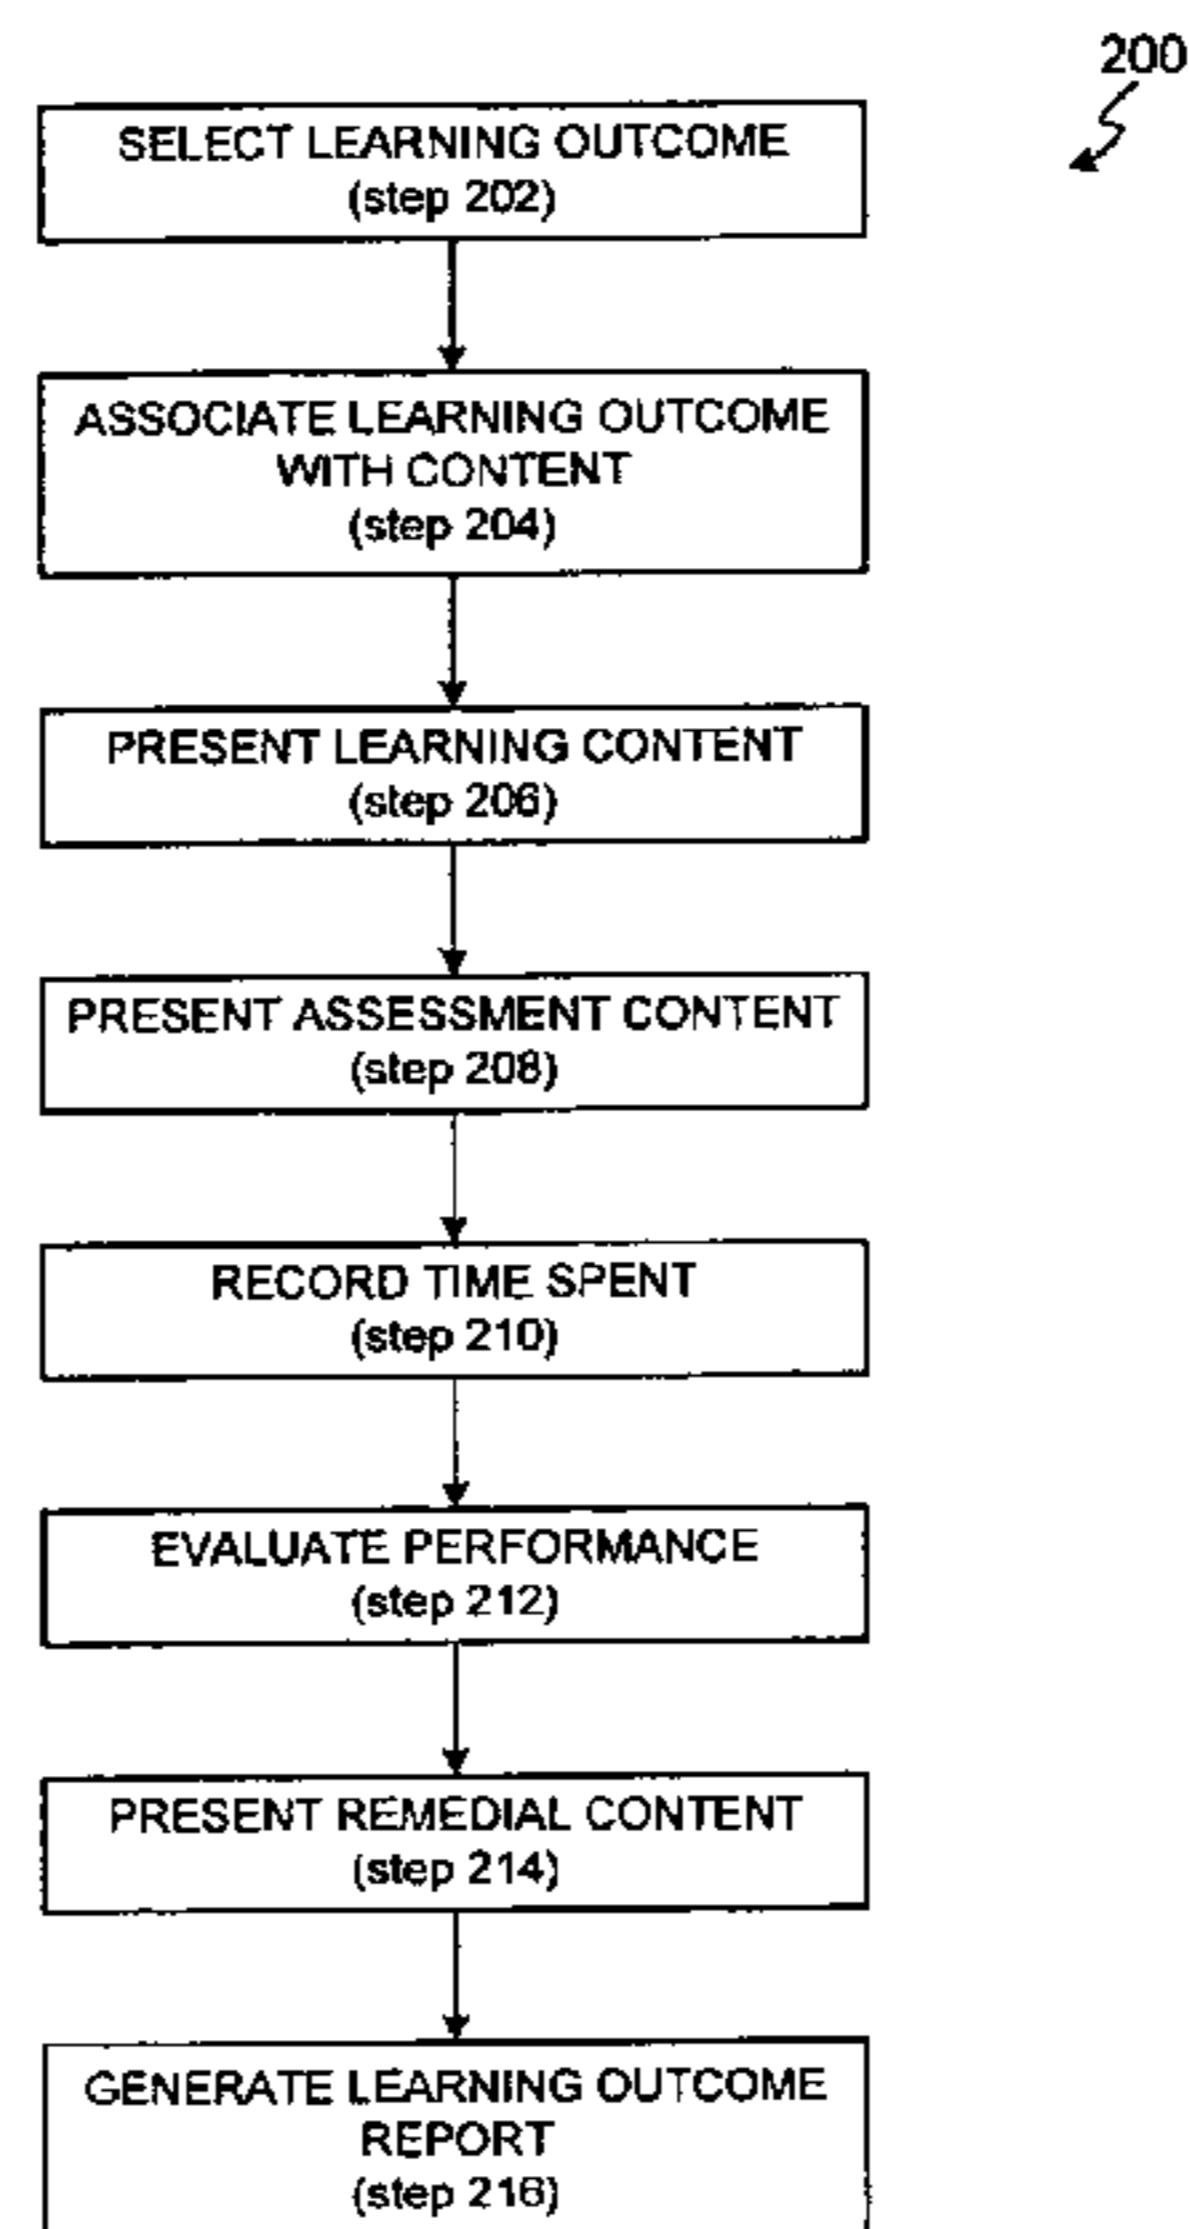 200
SELECT LEARNING OUTCOME
(step 202)
ASSOCIATE LEARNING OUTCOME
WITH CONTENT
(step 204)
PRESENT LEARNING CONTENT
(step 206)
PRESENT ASSESSMENT CONTENT
(step 208)
RECORD TIME SPENT
(step 210)
EVALUATE PERFORMANCE
(step 212)
PRESENT REMEDIAL CONTENT
(step 214)
GENERATE LEARNING OUTCOME
REPORT
(step 216)